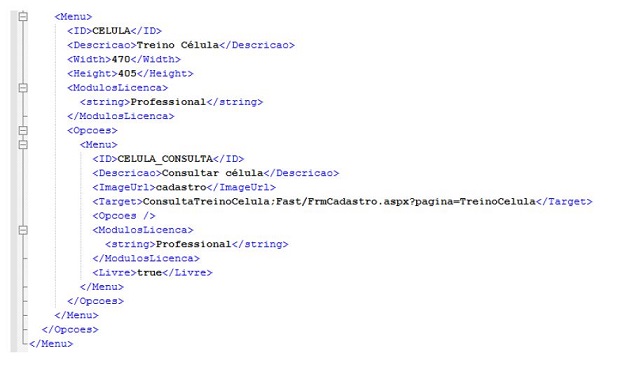 <Menu>
<ID>CELULA</ID>
<Descricao>Treino Célula</Descricao>
<Width>470</Width>
<Height>405</Height>
<ModulosLicenca>
<string>Professional</string>
</ModulosLicenca>
<Opcoes>
<Menu>
<ID>CELULA_CONSULTA</ID>
<Descricao>Consultar célula</Descricao>
<ImageUrl>cadastro</ImageUrl>
<Target>ConsultaTreinoCelula;Fast/FrmCadastro.aspx?pagina=TreinoCelula</Target>
<Opcoes />
<ModulosLicenca>
<string>Professional</string>
</ModulosLicenca>
<Livre>true</Livre>
</Menu>
</Opcoes>
</Menu>
</Opcoes>
</Menu>